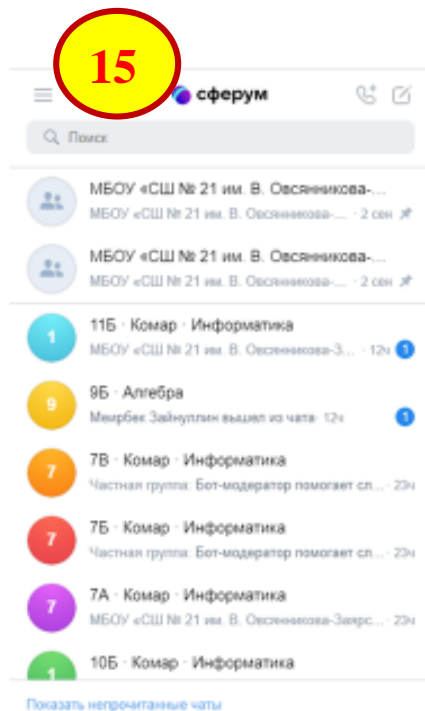 15
сферум
Поиск
МБОУ «СШ № 21 им. В. Овсянникова-...
МБОУ «СШ № 21 им. В. Овсянникова-... · 2 сен
МБОУ «СШ № 21 им. В. Овсянникова-...
МБОУ «СШ № 21 им. В. Овсянникова-... · 2 сен
1
11Б · Комар · Информатика
МБОУ «СШ № 21 им. В. Овсянникова-З... · 12ч 1
9
9Б · Алгебра
Меирбек Зайнуллин вышел из чата · 12ч 1
7
7В · Комар · Информатика
Частная группа: Бот-модератор помогает сл... · 23ч
7
7Б · Комар · Информатика
Частная группа: Бот-модератор помогает сл... · 23ч
7
7А · Комар · Информатика
МБОУ «СШ № 21 им. В. Овсянникова-Заярс... · 23ч
1
10Б · Комар · Информатика
Показать непрочитанные чаты